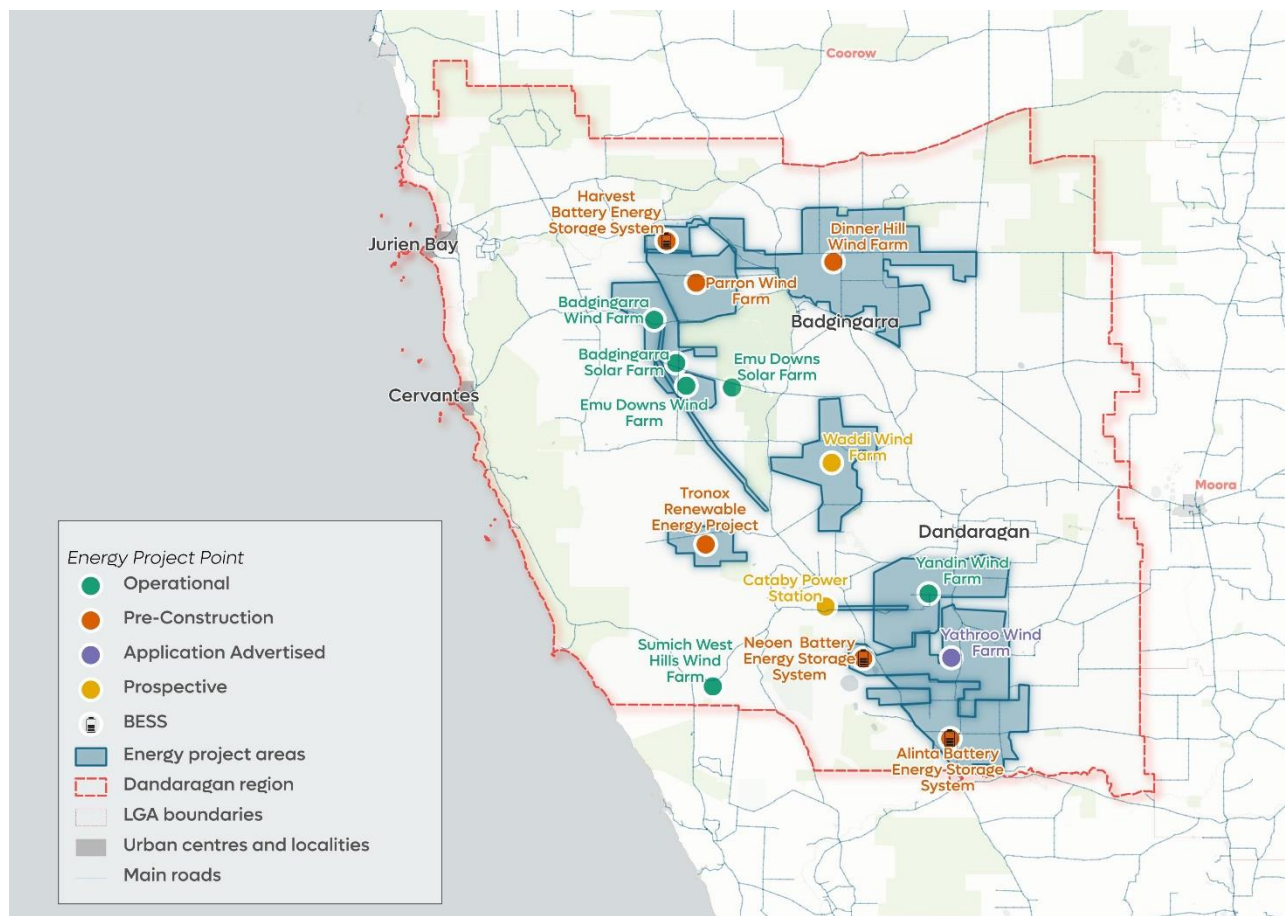 Coorow
Harvest
Battery Energy
Storage System
Jurien Bay
Dinner Hill
Wind Farm
Parron Wind
Farm
Badgingarra
Wind Farm
Badgingarra
Badgingarra
Solar Farm
Emu Downs
Solar Farm
Cervantes
Emu Downs Wind
Farm
Waddi Wind
Farm
Moora
Tronox
Renewable
Energy Project
Dandaragan
Yandin Wind
Farm
Cataby Power
Station
Sumich West
Hills Wind
Farm
Neoen Battery
Energy Storage
System
Yathroo Wind
Farm
Alinta Battery
Energy Storage
System
Energy Project Point
Operational
Pre-Construction
Application Advertised
Prospective
BESS
Energy project areas
Dandaragan region
LGA boundaries
Urban centres and localities
Main roads